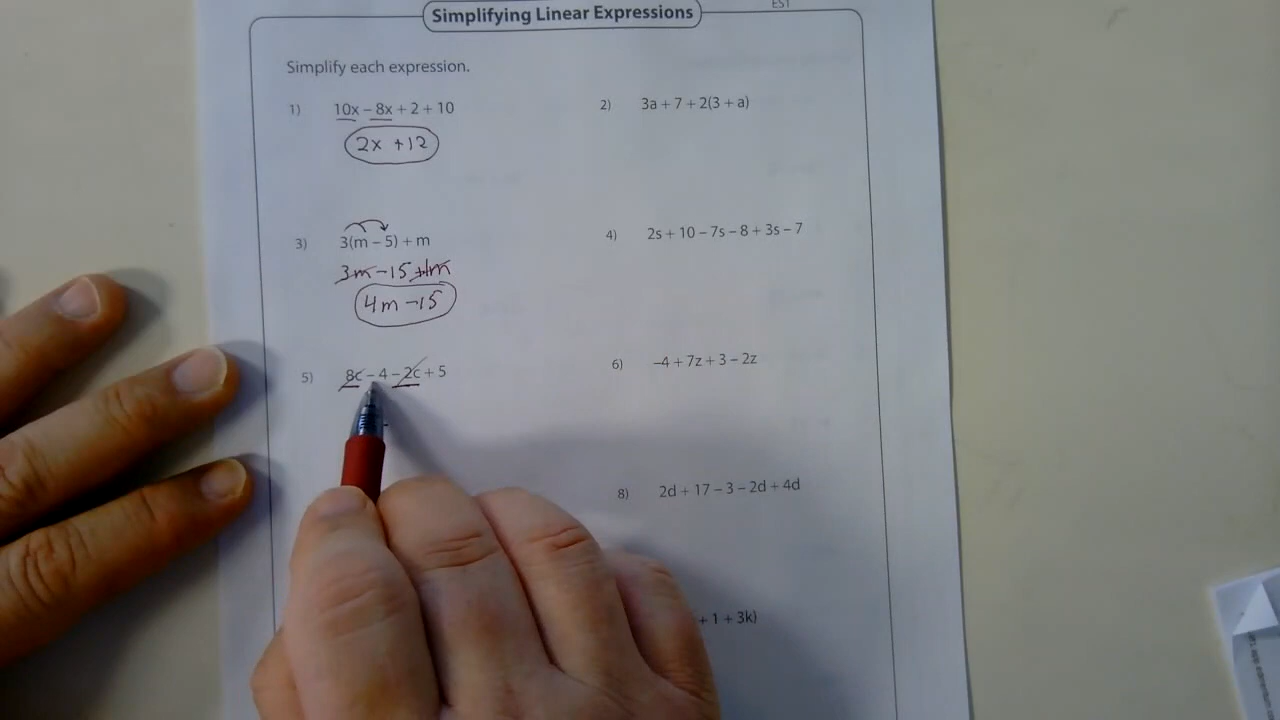 EST
Simplifying Linear Expressions
Simplify each expression.
1) 10x – 8x + 2 + 10
2x +12
2) 3a + 7 + 2(3 + a)
3) 3(m – 5) + m
3m -15 +1m
4m -15
4) 2s + 10 – 7s – 8 + 3s – 7
5) 8c – 4 – 2c + 5
6) –4 + 7z + 3 – 2z
8) 2d + 17 – 3 – 2d + 4d
+ 1 + 3k)